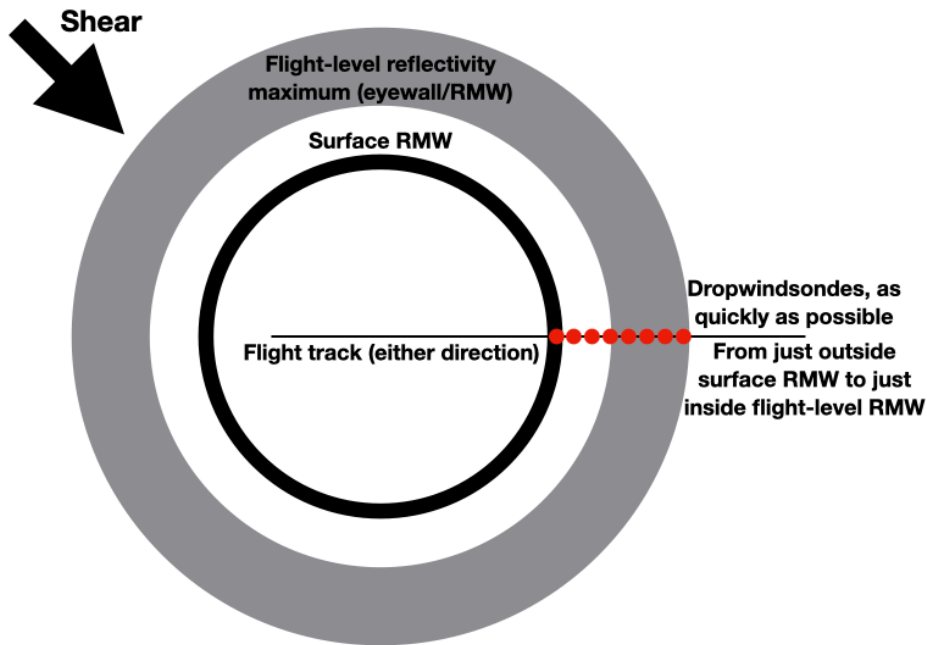 Shear
Flight-level reflectivity
maximum (eyewall/RMW)
Surface RMW
Dropwindsondes, as
quickly as possible
Flight track (either direction)
From just outside
surface RMW to just
inside flight-level RMW